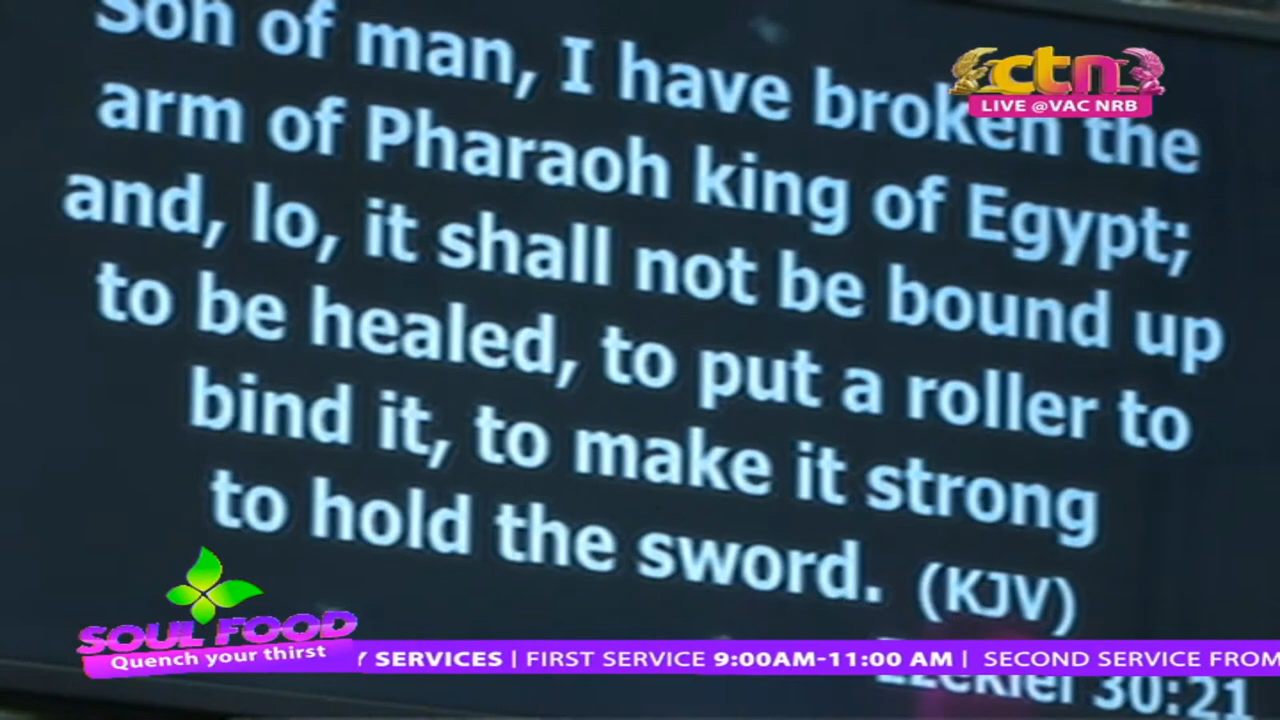 Son of man, I have broken the
arm of Pharaoh king of Egypt;
and, lo, it shall not be bound up
to be healed, to put a roller to
bind it, to make it strong
to hold the sword. (KJV)
Ezekiel 30:21
ctn
LIVE @VAC NRB
SOUL FOOD
Quench your thirst
Y SERVICES | FIRST SERVICE 9:00AM-11:00 AM | SECOND SERVICE FROM